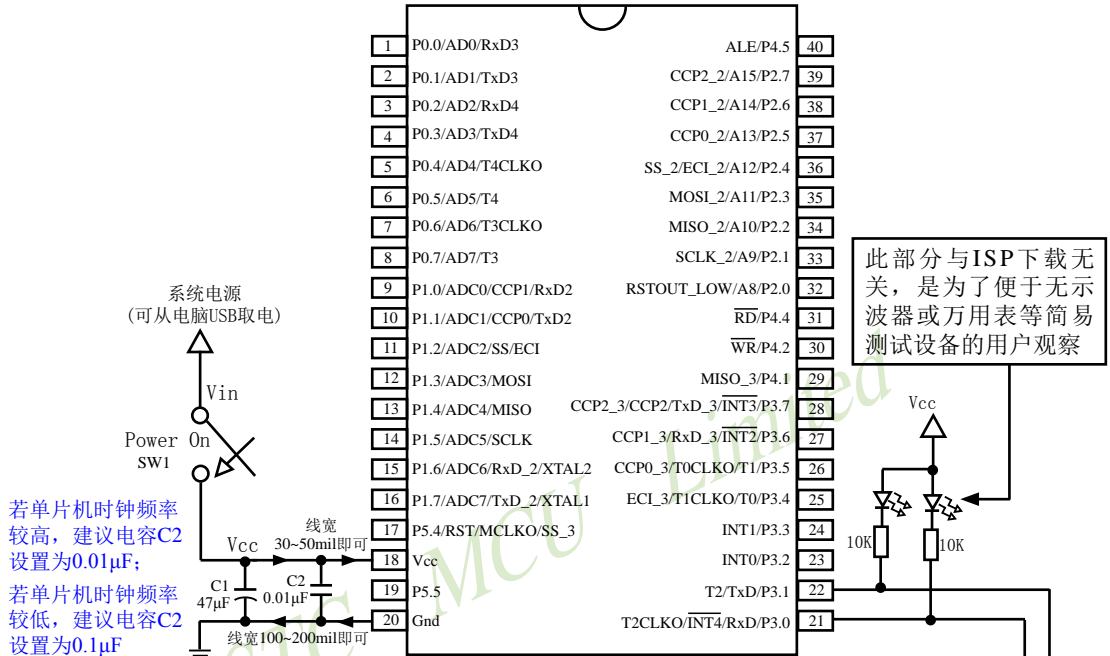 1 P0.0/AD0/RxD3
2 P0.1/AD1/TxD3
3 P0.2/AD2/RxD4
4 P0.3/AD3/TxD4
5 P0.4/AD4/T4CLKO
6 P0.5/AD5/T4
7 P0.6/AD6/T3CLKO
8 P0.7/AD7/T3
9 P1.0/ADC0/CCP1/RxD2
10 P1.1/ADC1/CCP0/TxD2
11 P1.2/ADC2/SS/ECI
12 P1.3/ADC3/MOSI
13 P1.4/ADC4/MISO
14 P1.5/ADC5/SCLK
15 P1.6/ADC6/RxD_2/XTAL2
16 P1.7/ADC7/TxD_2/XTAL1
17 P5.4/RST/MCLKO/SS_3
18 Vcc
19 P5.5
20 Gnd
ALE/P4.5 40
CCP2_2/A15/P2.7 39
CCP1_2/A14/P2.6 38
CCP0_2/A13/P2.5 37
SS_2/ECI_2/A12/P2.4 36
MOSI_2/A11/P2.3 35
MISO_2/A10/P2.2 34
SCLK_2/A9/P2.1 33
RSTOUT_LOW/A8/P2.0 32
RD/P4.4 31
WR/P4.2 30
MISO_3/P4.1 29
CCP2_3/CCP2/TxD_3/INT3/P3.7 28
CCP1_3/RxD_3/INT2/P3.6 27
CCP0_3/T0CLKO/T1/P3.5 26
ECI_3/T1CLKO/T0/P3.4 25
INT1/P3.3 24
INT0/P3.2 23
T2/TxD/P3.1 22
T2CLKO/INT4/RxD/P3.0 21
系统电源
(可从电脑USB取电)
Vin
Power On
SW1
若单片机时钟频率
较高，建议电容C2
设置为0.01μF;
若单片机时钟频率
较低，建议电容C2
设置为0.1μF
Vcc
线宽
30~50mil即可
C1
47μF
C2
0.01μF
线宽100~200mil即可
此部分与ISP下载无
关，是为了便于无示
波器或万用表等简易
测试设备的用户观察
Vcc
10K
10K
STC MCU Limited